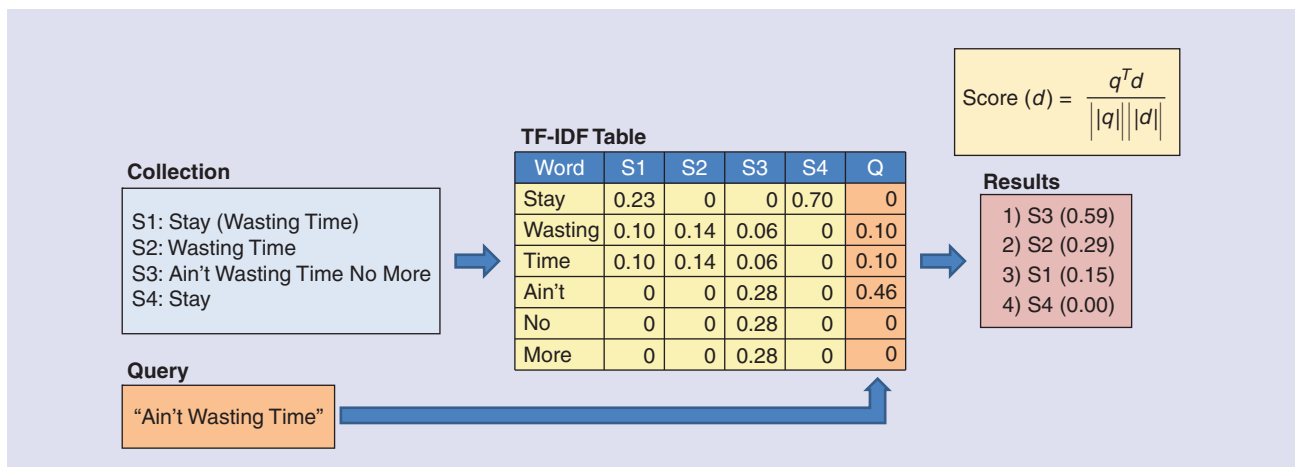 Collection
S1: Stay (Wasting Time)
S2: Wasting Time
S3: Ain't Wasting Time No More
S4: Stay
Query
“Ain't Wasting Time”
TF-IDF Table
Word S1 S2 S3 S4 Q
Stay 0.23 0 0 0.70 0
Wasting 0.10 0.14 0.06 0 0.10
Time 0.10 0.14 0.06 0 0.10
Ain't 0 0 0.28 0 0.46
No 0 0 0.28 0 0
More 0 0 0.28 0 0
Score (d) = qᵀd / ||q|| ||d||
Results
1) S3 (0.59)
2) S2 (0.29)
3) S1 (0.15)
4) S4 (0.00)